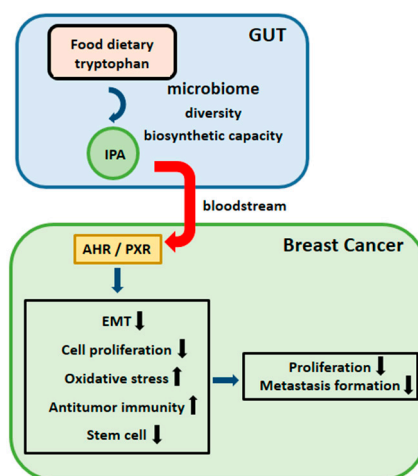 GUT
Food dietary
tryptophan
microbiome
diversity
biosynthetic capacity
IPA
bloodstream
Breast Cancer
AHR / PXR
EMT
Cell proliferation
Oxidative stress
Antitumor immunity
Stem cell
Proliferation
Metastasis formation